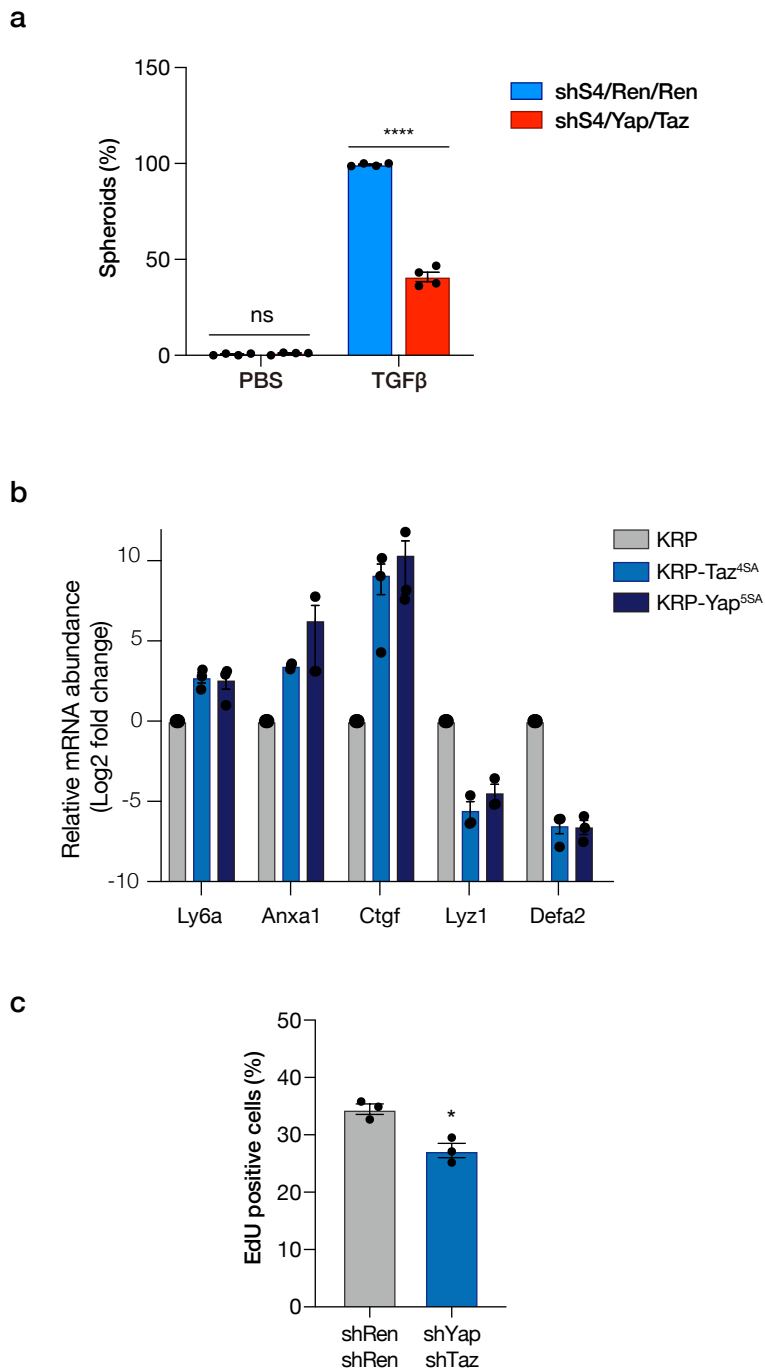 a
150
100
50
0
Spheroids (%)
ns
****
PBS
TGFβ
shS4/Ren/Ren
shS4/Yap/Taz
b
10
5
0
-5
-10
Relative mRNA abundance
(Log2 fold change)
Ly6a
Anxa1
Ctgf
Lyz1
Defa2
KRP
KRP-Taz4SA
KRP-Yap5SA
c
50
40
30
20
10
0
EdU positive cells (%)
*
shRen shYap
shRen shTaz